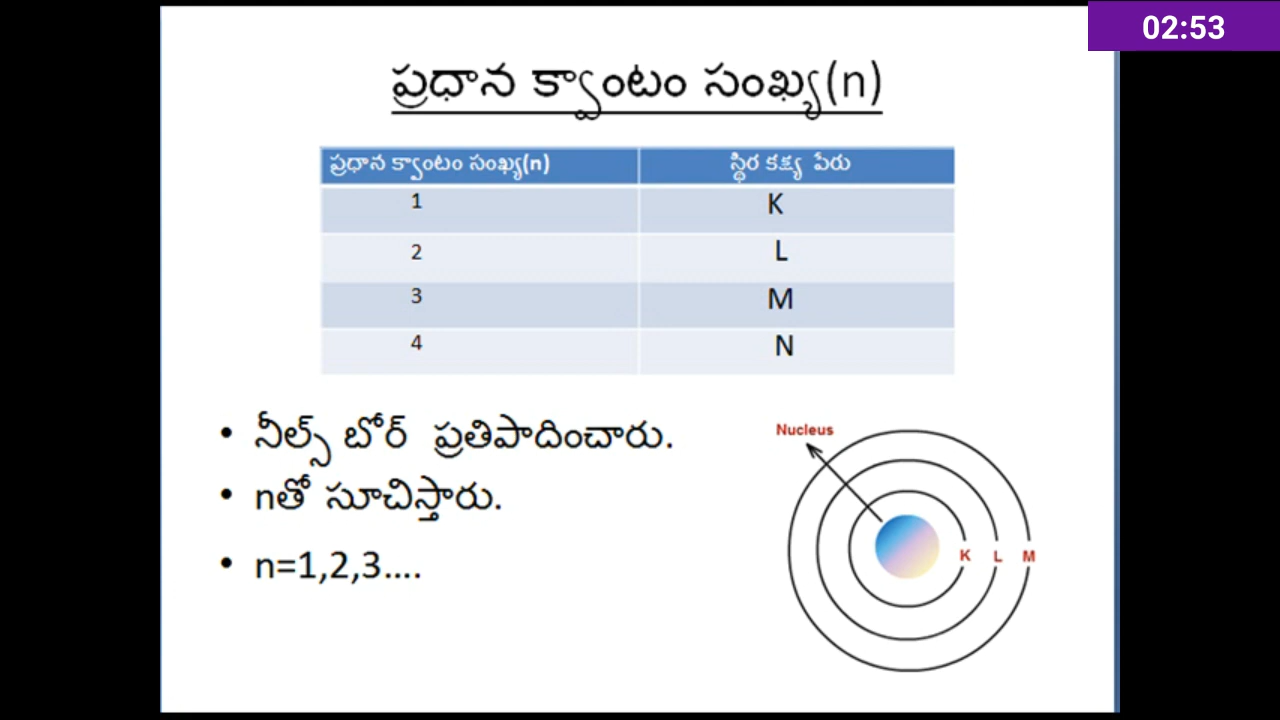 02:53
ప్రధాన క్వాంటం సంఖ్య(n)
ప్రధాన క్వాంటం సంఖ్య(n) స్థిర కక్ష్య పేరు
1 K
2 L
3 M
4 N
• నీల్స్ బోర్ ప్రతిపాదించారు.
• nతో సూచిస్తారు.
• n=1,2,3....
Nucleus
K L M